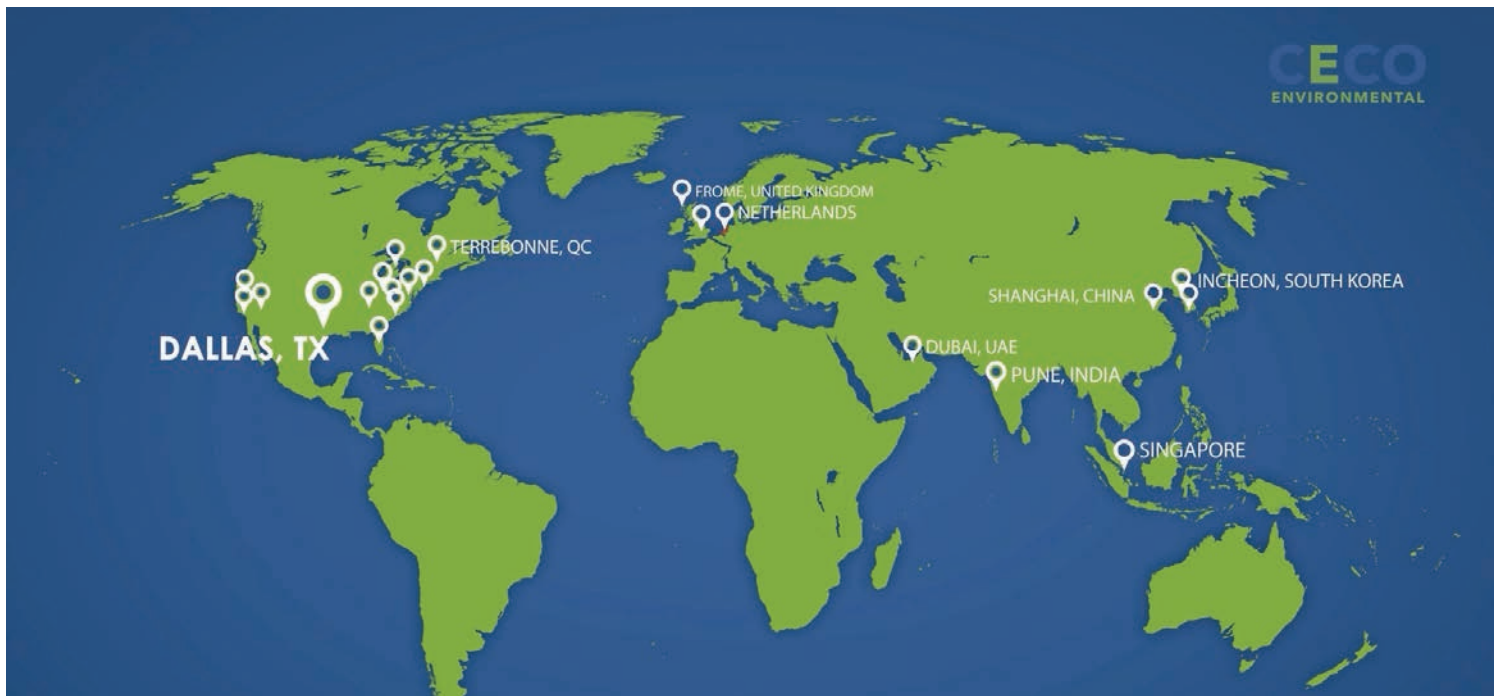 CECO
ENVIRONMENTAL
FROME, UNITED KINGDOM
NETHERLANDS
TERREBONNE, QC
INCHEON, SOUTH KOREA
SHANGHAI, CHINA
DALLAS, TX
DUBAI, UAE
PUNE, INDIA
SINGAPORE